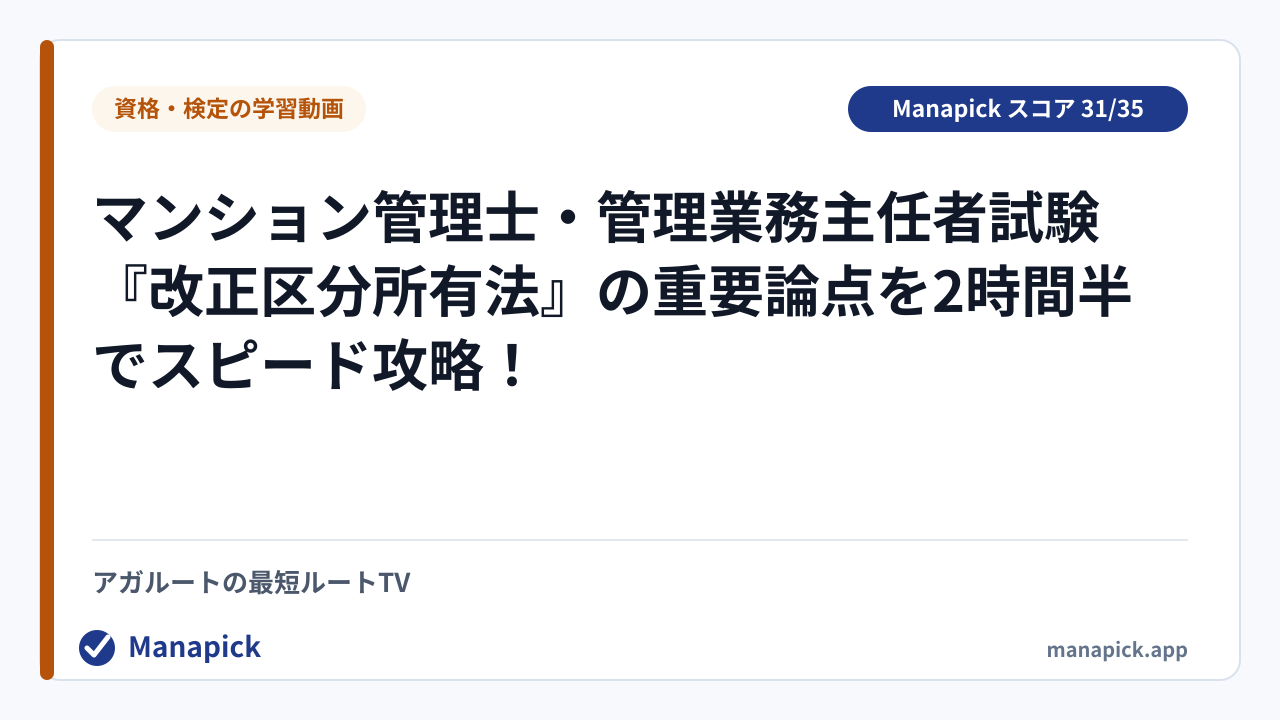 資格・検定の学習動画
Manapick スコア 31/35
マンション管理士・管理業務主任者試験
『改正区分所有法』の重要論点を2時間半
でスピード攻略！
アガルートの最短ルートTV
Manapick
manapick.app